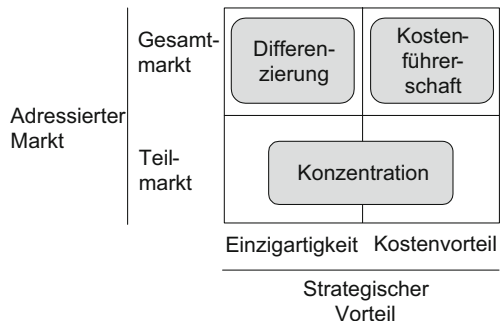 Gesamt-
markt
Differen-
zierung
Kosten-
führer-
schaft
Adressierter
Markt
Teil-
markt
Konzentration
Einzigartigkeit
Kostenvorteil
Strategischer
Vorteil